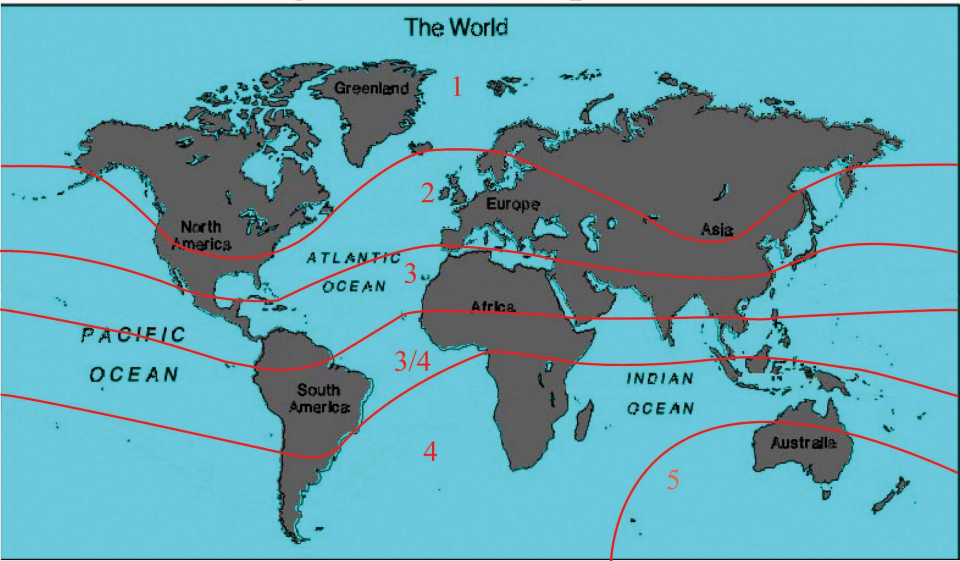 The World
Greenland
1
2
Europe
North
America
Asia
ATLANTIC
OCEAN
3
Africa
PACIFIC
OCEAN
3/4
South
America
INDIAN
OCEAN
4
Australia
5